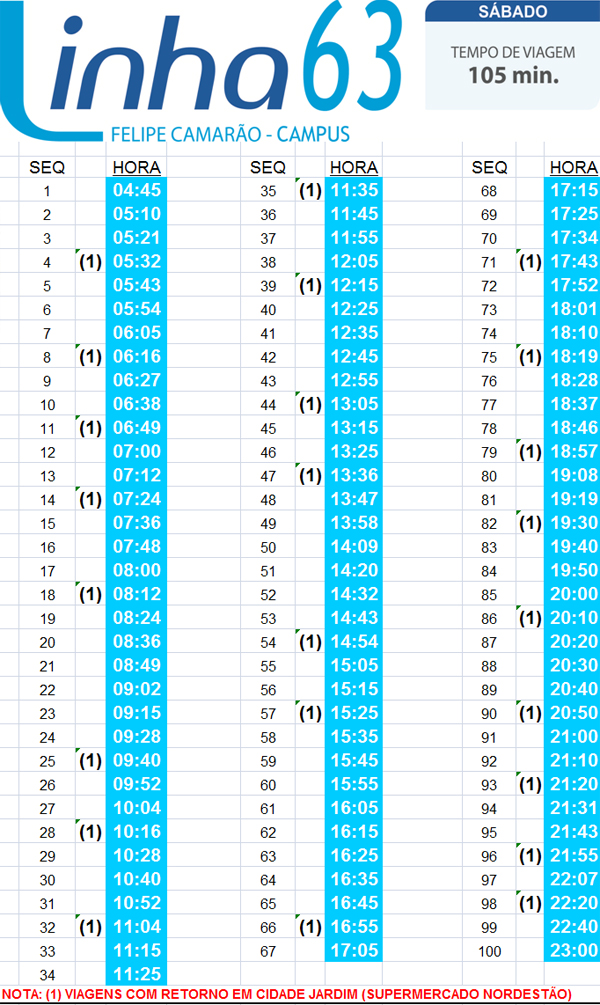 Linha 63
SÁBADO
TEMPO DE VIAGEM
105 min.
FELIPE CAMARÃO - CAMPUS
SEQ HORA SEQ HORA SEQ HORA
1 04:45 35 (1) 11:35 68 17:15
2 05:10 36 11:45 69 17:25
3 05:21 37 11:55 70 17:34
4 (1) 05:32 38 12:05 71 (1) 17:43
5 05:43 39 (1) 12:15 72 17:52
6 05:54 40 12:25 73 18:01
7 06:05 41 12:35 74 18:10
8 (1) 06:16 42 12:45 75 (1) 18:19
9 06:27 43 12:55 76 18:28
10 06:38 44 (1) 13:05 77 18:37
11 (1) 06:49 45 13:15 78 18:46
12 07:00 46 13:25 79 (1) 18:57
13 07:12 47 (1) 13:36 80 19:08
14 (1) 07:24 48 13:47 81 19:19
15 07:36 49 13:58 82 (1) 19:30
16 07:48 50 14:09 83 19:40
17 08:00 51 14:20 84 19:50
18 (1) 08:12 52 14:32 85 20:00
19 08:24 53 14:43 86 (1) 20:10
20 08:36 54 (1) 14:54 87 20:20
21 08:49 55 15:05 88 20:30
22 09:02 56 15:15 89 20:40
23 09:15 57 (1) 15:25 90 (1) 20:50
24 09:28 58 15:35 91 21:00
25 (1) 09:40 59 15:45 92 21:10
26 09:52 60 15:55 93 (1) 21:20
27 10:04 61 16:05 94 21:31
28 (1) 10:16 62 16:15 95 21:43
29 10:28 63 16:25 96 (1) 21:55
30 10:40 64 16:35 97 22:07
31 10:52 65 16:45 98 (1) 22:20
32 (1) 11:04 66 (1) 16:55 99 22:40
33 11:15 67 17:05 100 23:00
34 11:25
NOTA: (1) VIAGENS COM RETORNO EM CIDADE JARDIM (SUPERMERCADO NORDESTÃO)